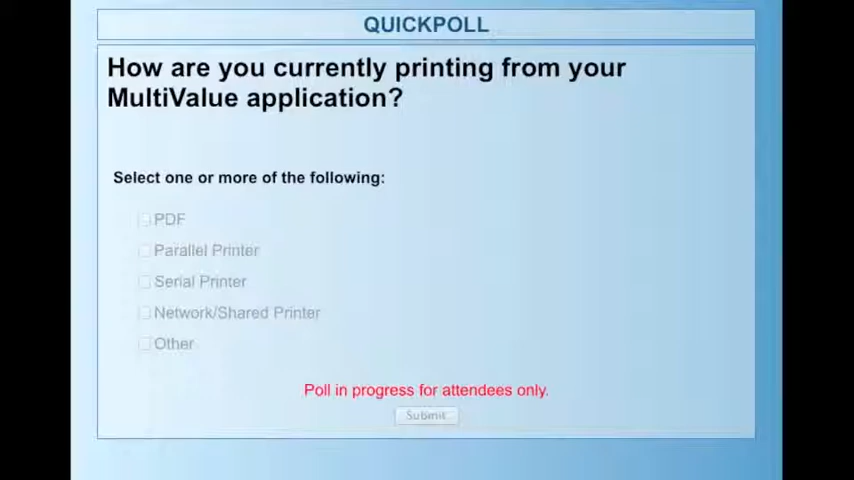 QUICKPOLL
How are you currently printing from your
MultiValue application?
Select one or more of the following:
PDF
Parallel Printer
Serial Printer
Network/Shared Printer
Other
Poll in progress for attendees only.
Submit